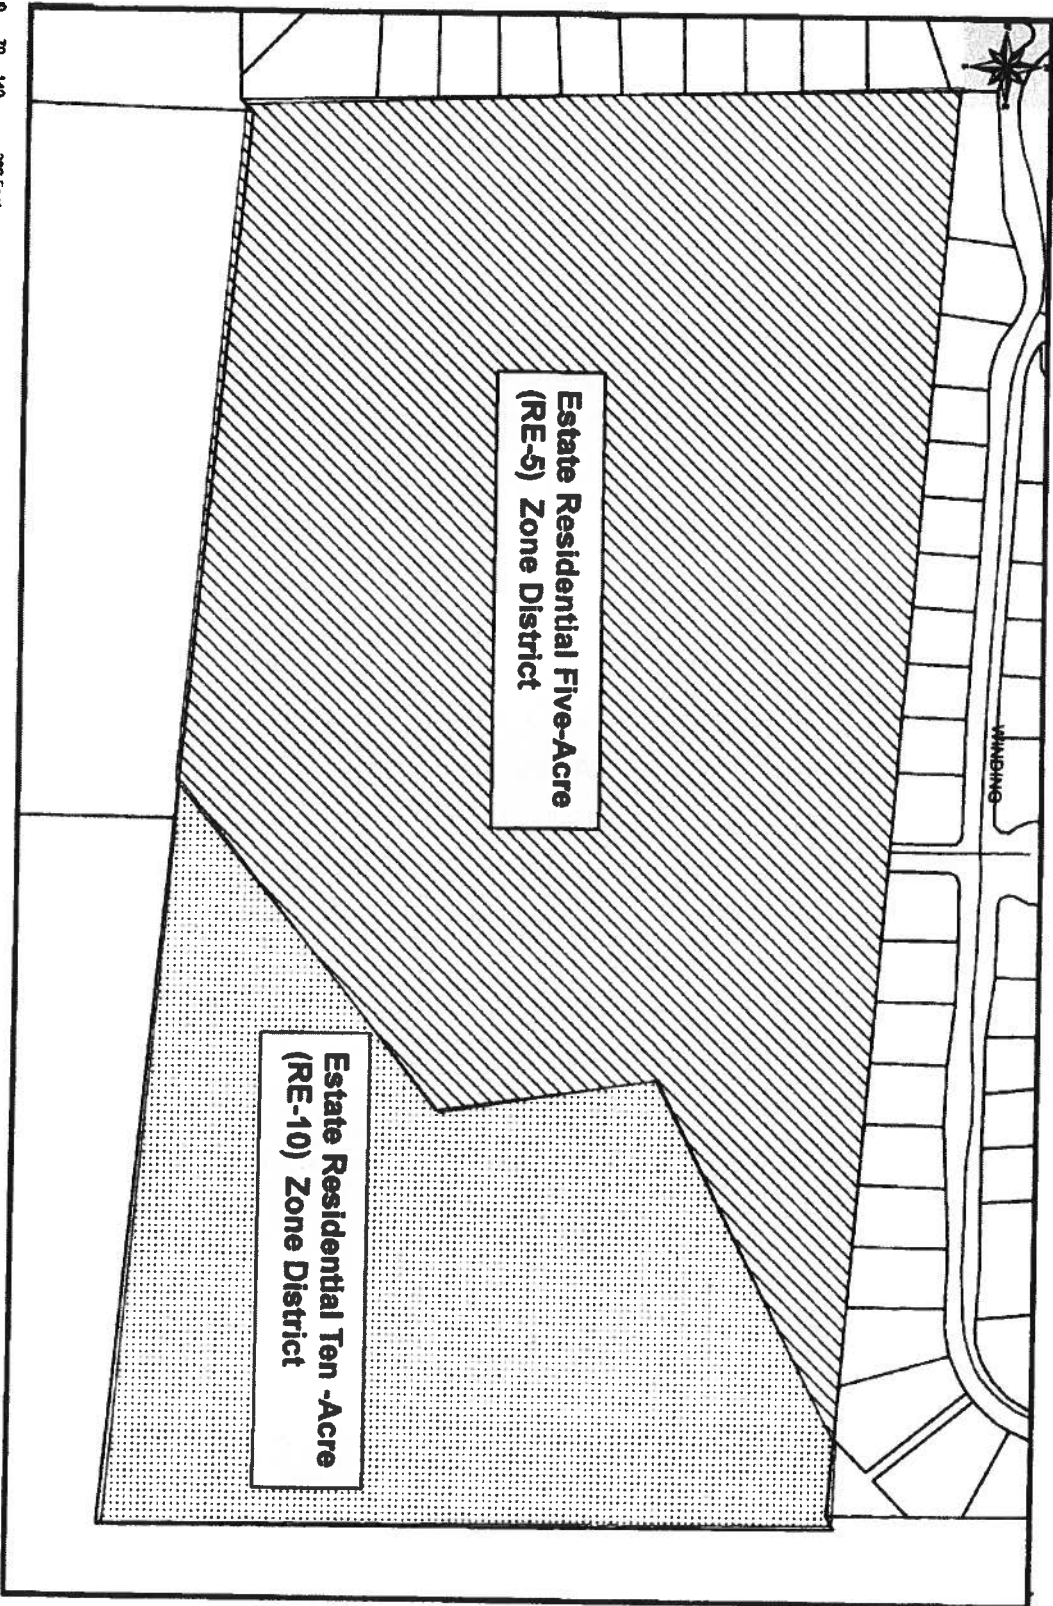 WINDING
Estate Residential Five-Acre
(RE-5) Zone District
Estate Residential Ten -Acre
(RE-10) Zone District